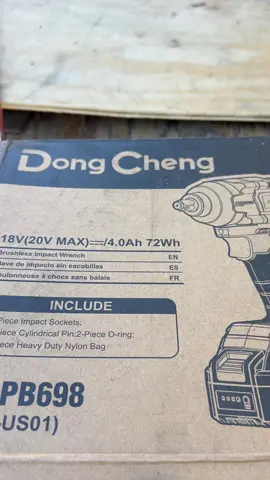 Dong Cheng
18V(20V MAX)⎓/4.0Ah 72Wh
Brushless Impact Wrench EN
llave de impacto sin escobillas ES
oulonneuse à chocs sans balais FR
INCLUDE
Piece Impact Sockets;
iece Cylindrical Pin;2-Piece O-ring;
ece Heavy Duty Nylon Bag
PB698
-US01)